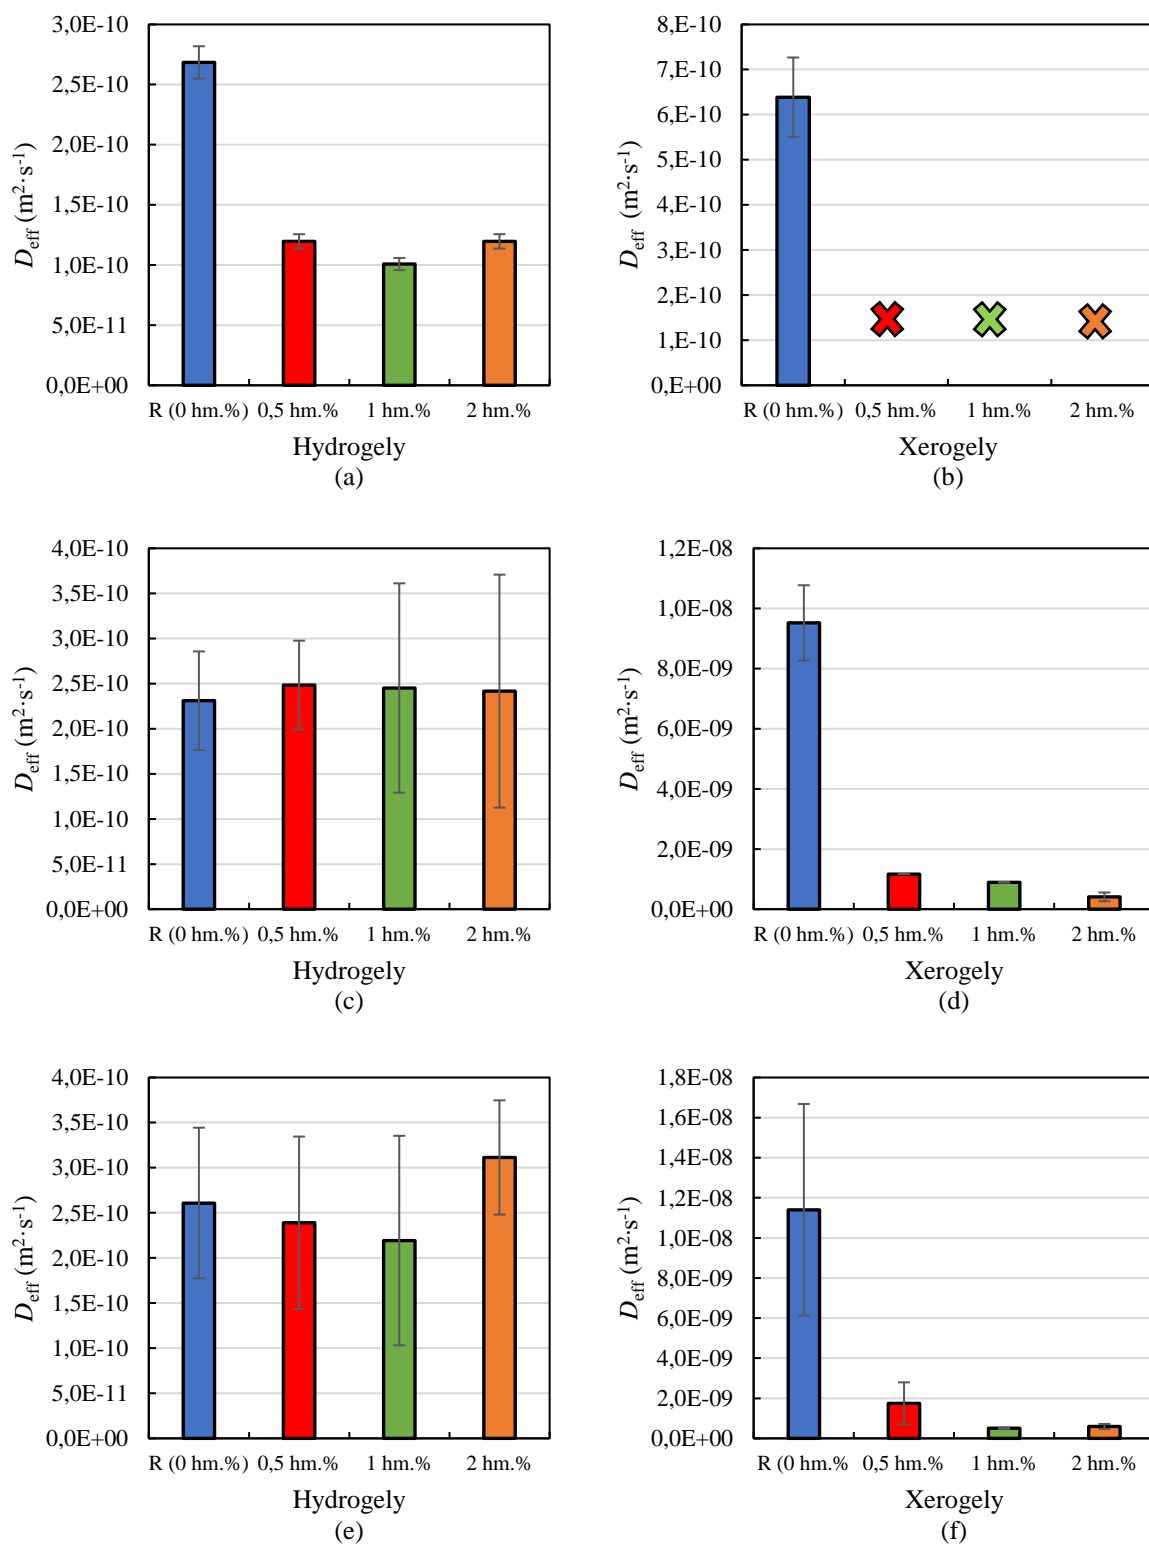 3,0E-10
2,5E-10
2,0E-10
1,5E-10
1,0E-10
5,0E-11
0,0E+00
D_eff (m²·s⁻¹)
R (0 hm.%) 0,5 hm.% 1 hm.% 2 hm.%
Hydrogely
(a)
8,E-10
7,E-10
6,E-10
5,E-10
4,E-10
3,E-10
2,E-10
1,E-10
0,E+00
D_eff (m²·s⁻¹)
R (0 hm.%) 0,5 hm.% 1 hm.% 2 hm.%
Xerogely
(b)
4,0E-10
3,5E-10
3,0E-10
2,5E-10
2,0E-10
1,5E-10
1,0E-10
5,0E-11
0,0E+00
D_eff (m²·s⁻¹)
R (0 hm.%) 0,5 hm.% 1 hm.% 2 hm.%
Hydrogely
(c)
1,2E-08
1,0E-08
8,0E-09
6,0E-09
4,0E-09
2,0E-09
0,0E+00
D_eff (m²·s⁻¹)
R (0 hm.%) 0,5 hm.% 1 hm.% 2 hm.%
Xerogely
(d)
4,0E-10
3,5E-10
3,0E-10
2,5E-10
2,0E-10
1,5E-10
1,0E-10
5,0E-11
0,0E+00
D_eff (m²·s⁻¹)
R (0 hm.%) 0,5 hm.% 1 hm.% 2 hm.%
Hydrogely
(e)
1,8E-08
1,6E-08
1,4E-08
1,2E-08
1,0E-08
8,0E-09
6,0E-09
4,0E-09
2,0E-09
0,0E+00
D_eff (m²·s⁻¹)
R (0 hm.%) 0,5 hm.% 1 hm.% 2 hm.%
Xerogely
(f)